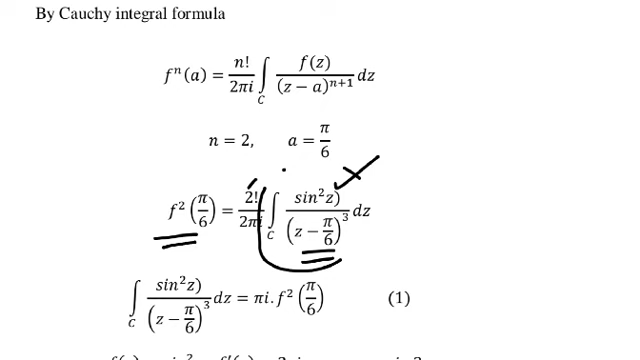 By Cauchy integral formula
fⁿ(a) = n!/2πi ∫_C f(z)/(z − a)ⁿ⁺¹ dz
n = 2, a = π/6
f²(π/6) = 2!/2πi ∫_C sin²z)/(z − π/6)³ dz
∫_C sin²z)/(z − π/6)³ dz = πi. f²(π/6) (1)